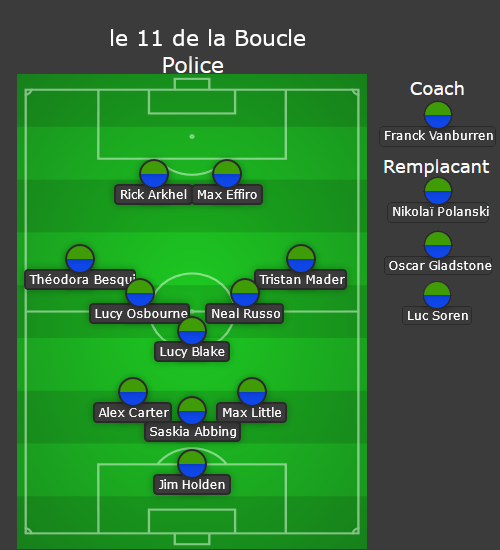 le 11 de la Boucle
Police
Coach
Franck Vanburren
Remplacant
Nikolaï Polanski
Oscar Gladstone
Luc Soren
Rick Arkhel
Max Effiro
Théodora Besqui
Tristan Mader
Lucy Osbourne
Neal Russo
Lucy Blake
Alex Carter
Max Little
Saskia Abbing
Jim Holden